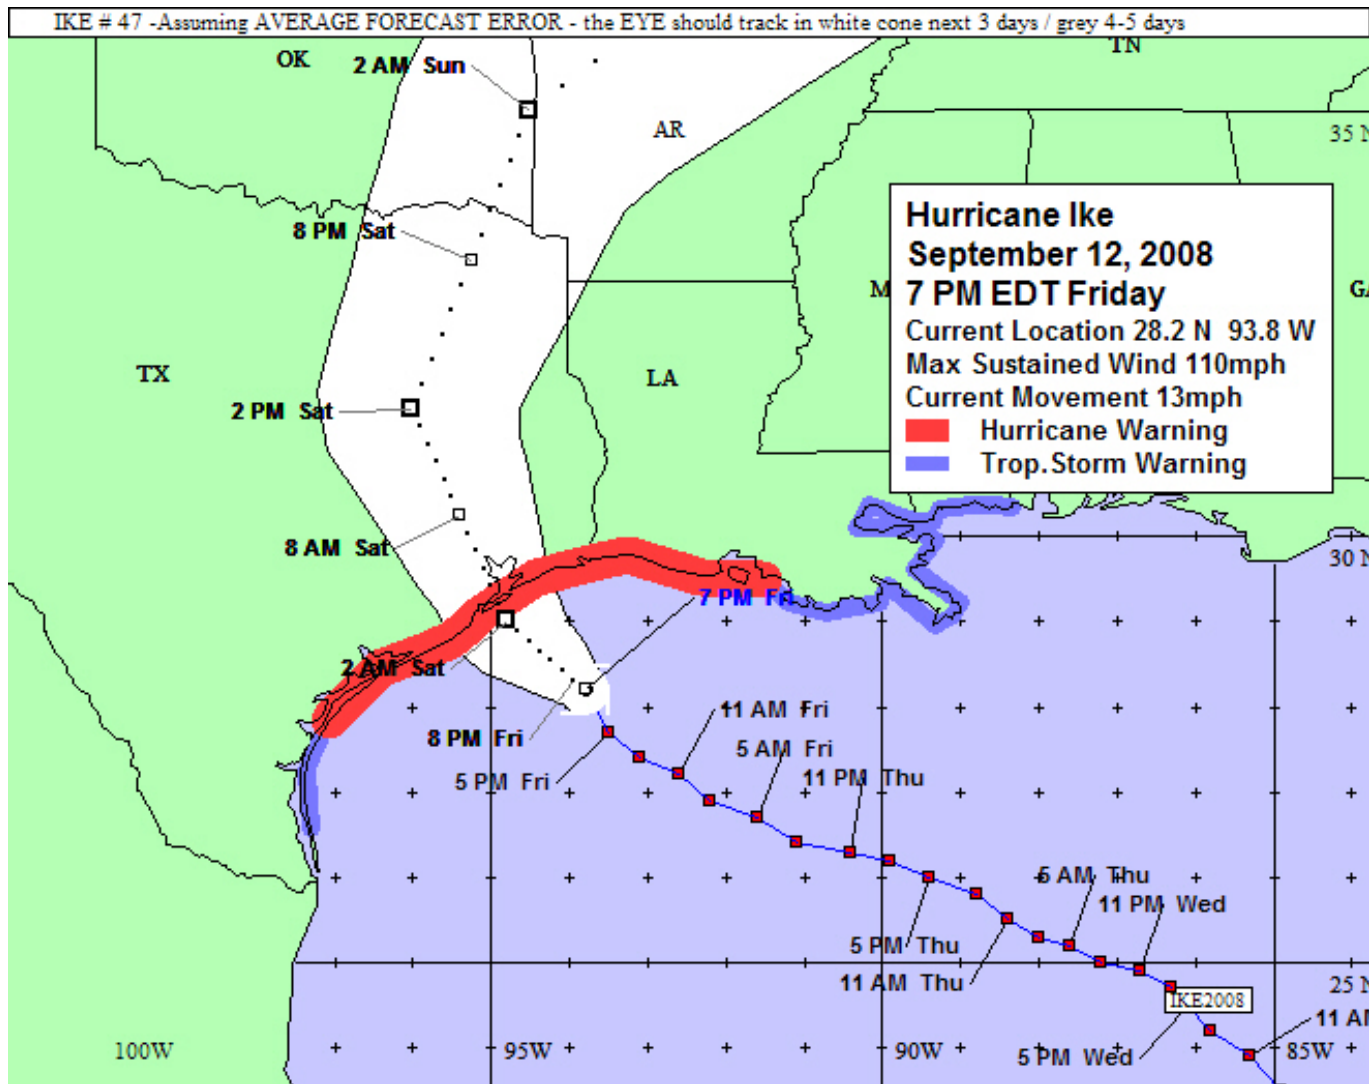 IKE # 47 -Assuming AVERAGE FORECAST ERROR - the EYE should track in white cone next 3 days / grey 4-5 days
OK
2 AM Sun
TN
AR
35 N
Hurricane Ike
September 12, 2008
7 PM EDT Friday
Current Location 28.2 N 93.8 W
Max Sustained Wind 110mph
Current Movement 13mph
Hurricane Warning
Trop.Storm Warning
8 PM Sat
M
GA
TX
LA
2 PM Sat
8 AM Sat
30 N
7 PM Fri
2 AM Sat
11 AM Fri
8 PM Fri
5 AM Fri
5 PM Fri
11 PM Thu
5 AM Thu
11 PM Wed
5 PM Thu
11 AM Thu
25 N
IKE2008
11 AM
100W
95W
90W
5 PM Wed
85W